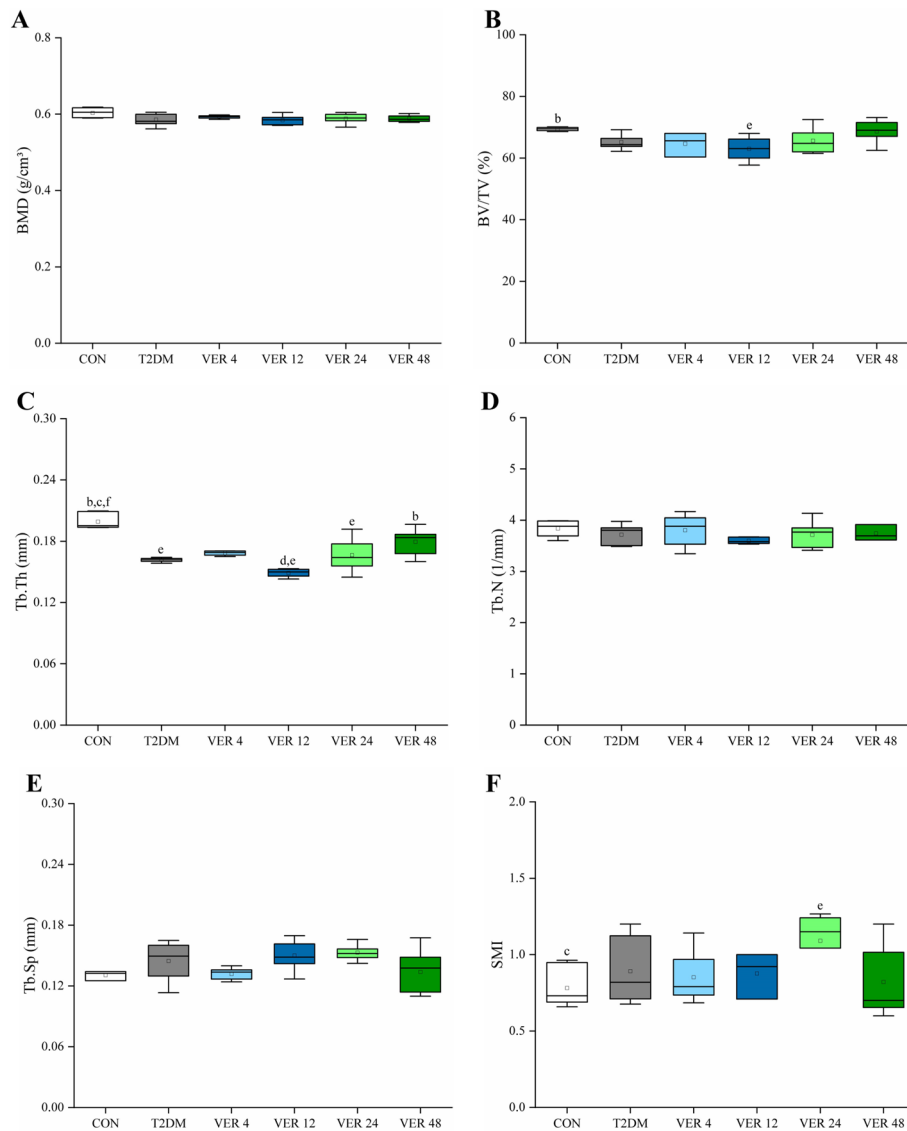 A
BMD (g/cm³)
0.8
0.6
0.4
0.2
0.0
CON T2DM VER 4 VER 12 VER 24 VER 48
B
BV/TV (%)
100
80
60
40
20
0
b
e
CON T2DM VER 4 VER 12 VER 24 VER 48
C
Tb.Th (mm)
0.30
0.24
0.18
0.12
0.06
0.00
b,c,f
e
d,e
e
b
CON T2DM VER 4 VER 12 VER 24 VER 48
D
Tb.N (1/mm)
6
5
4
3
2
1
0
CON T2DM VER 4 VER 12 VER 24 VER 48
E
Tb.Sp (mm)
0.30
0.24
0.18
0.12
0.06
0.00
CON T2DM VER 4 VER 12 VER 24 VER 48
F
SMI
2.0
1.5
1.0
0.5
0.0
c
e
CON T2DM VER 4 VER 12 VER 24 VER 48